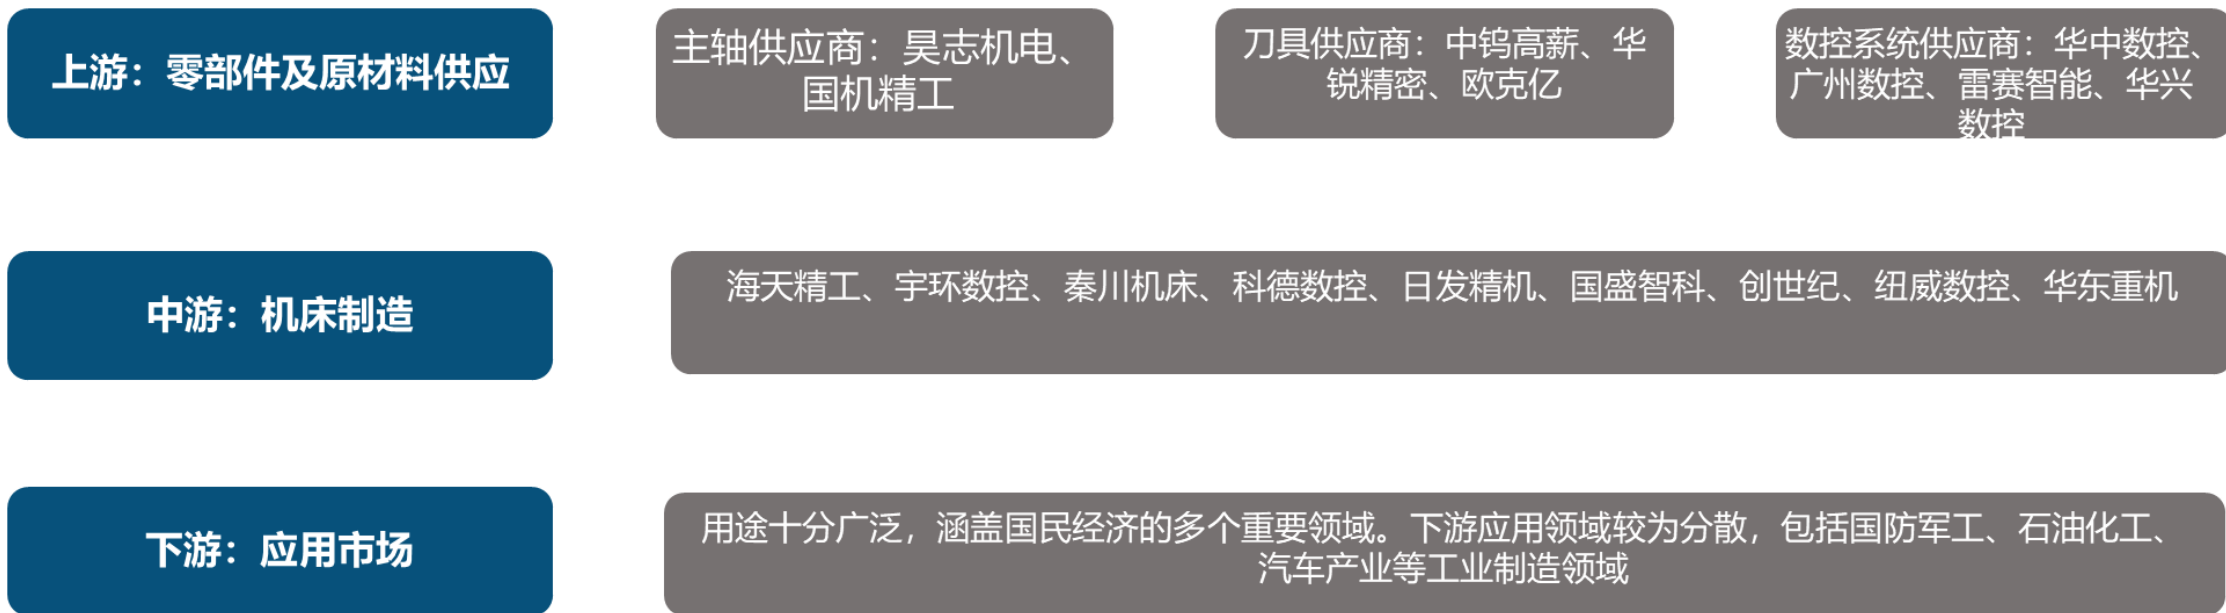 上游：零部件及原材料供应
主轴供应商：昊志机电、
国机精工
刀具供应商：中钨高薪、华
锐精密、欧克亿
数控系统供应商：华中数控、
广州数控、雷赛智能、华兴
数控
中游：机床制造
海天精工、宇环数控、秦川机床、科德数控、日发精机、国盛智科、创世纪、纽威数控、华东重机
下游：应用市场
用途十分广泛，涵盖国民经济的多个重要领域。下游应用领域较为分散，包括国防军工、石油化工、
汽车产业等工业制造领域